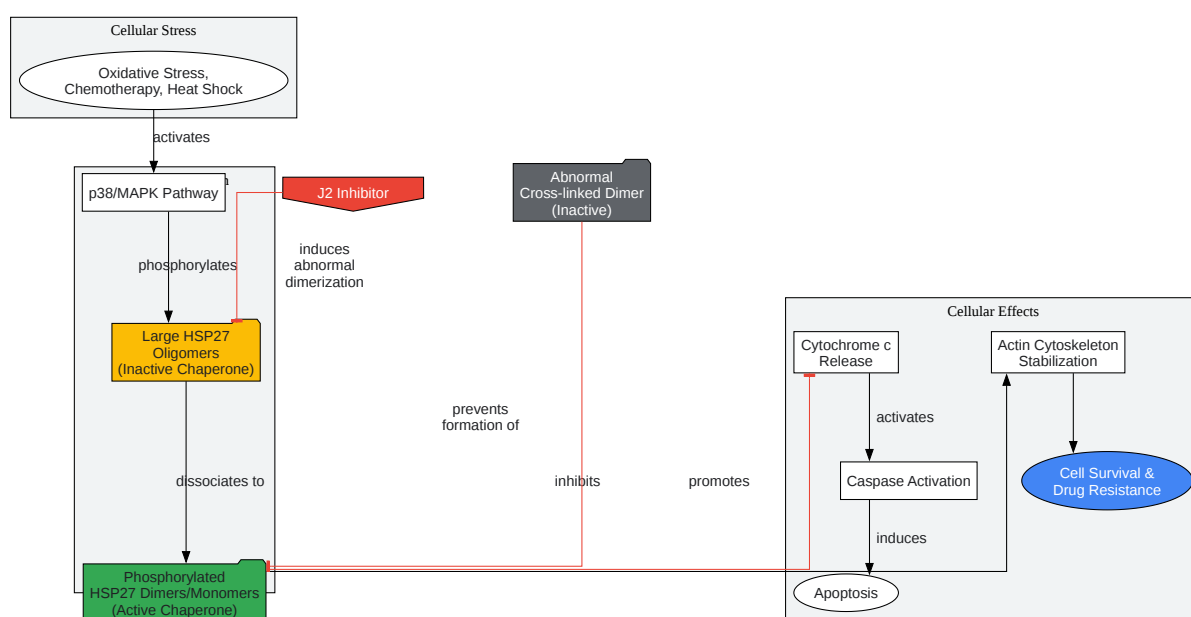 Cellular Stress
Oxidative Stress,
Chemotherapy, Heat Shock
activates
p38/MAPK Pathway
J2 Inhibitor
Abnormal
Cross-linked Dimer
(Inactive)
phosphorylates
induces
abnormal
dimerization
Large HSP27
Oligomers
(Inactive Chaperone)
Cellular Effects
Cytochrome c
Release
Actin Cytoskeleton
Stabilization
prevents
formation of
activates
dissociates to
inhibits
promotes
Caspase Activation
Cell Survival &
Drug Resistance
induces
Phosphorylated
HSP27 Dimers/Monomers
(Active Chaperone)
Apoptosis